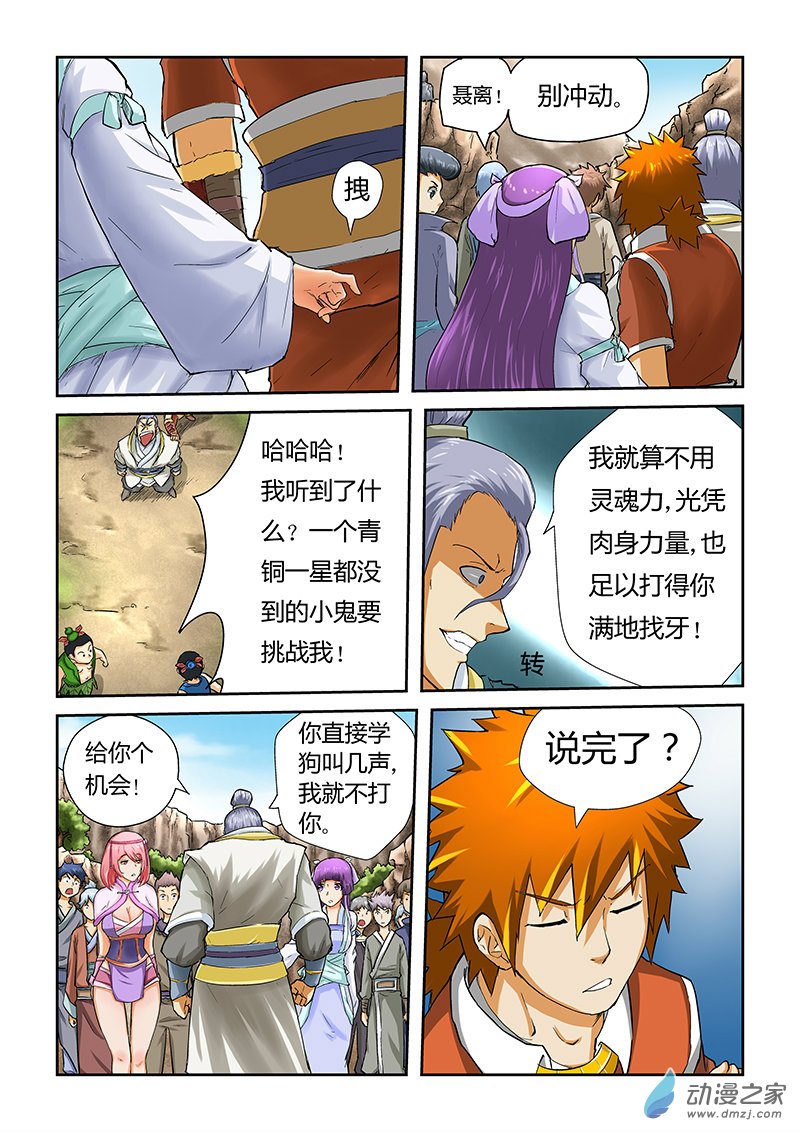 拽
聂离！
别冲动。
哈哈哈！
我听到了什
么？一个青
铜一星都没
到的小鬼要
挑战我！
我就算不用
灵魂力，光凭
肉身力量，也
足以打得你
满地找牙！
转
给你个
机会！
你直接学
狗叫几声，
我就不打
你。
说完了？
动漫之家
www.dmzj.com